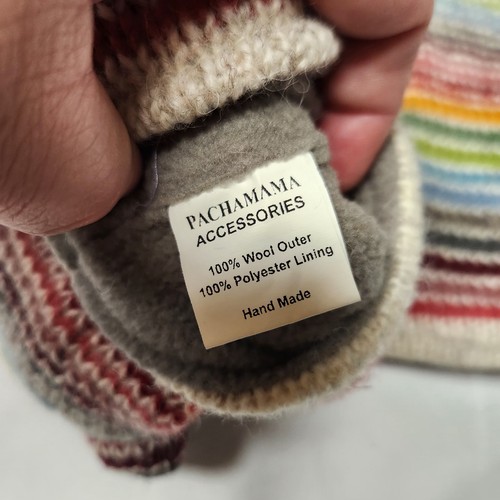 PACHAMAMA
ACCESSORIES
100% Wool Outer
100% Polyester Lining
Hand Made